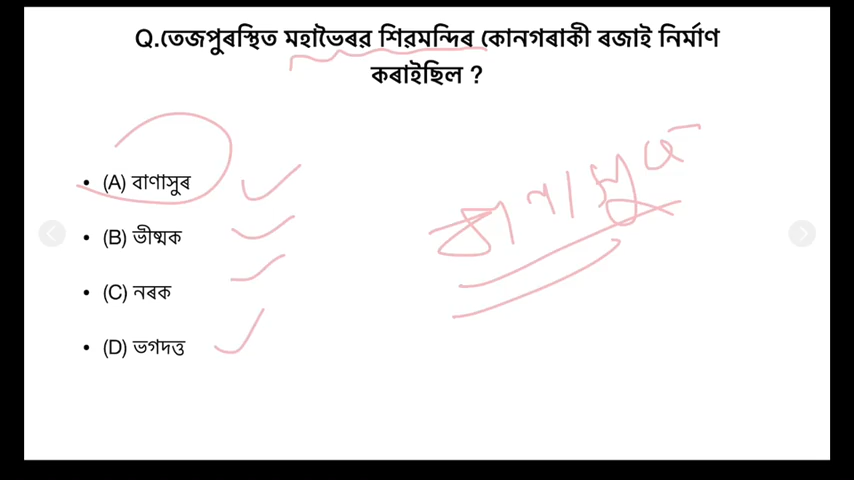 Q.তেজপুৰস্থিত মহাভৈৰৱ শিৱমন্দিৰ কোনগৰাকী ৰজাই নিৰ্মাণ
কৰাইছিল ?
• (A) বাণাসুৰ
• (B) ভীষ্মক
• (C) নৰক
• (D) ভগদত্ত
বানাসুৰ